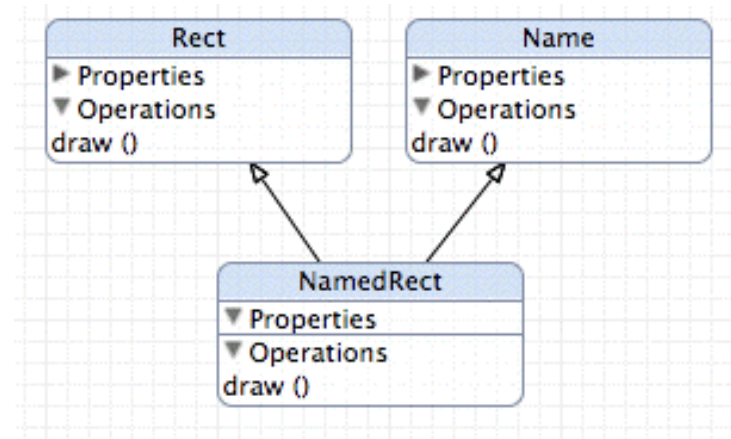 Rect
Properties
Operations
draw ()
Name
Properties
Operations
draw ()
NamedRect
Properties
Operations
draw ()